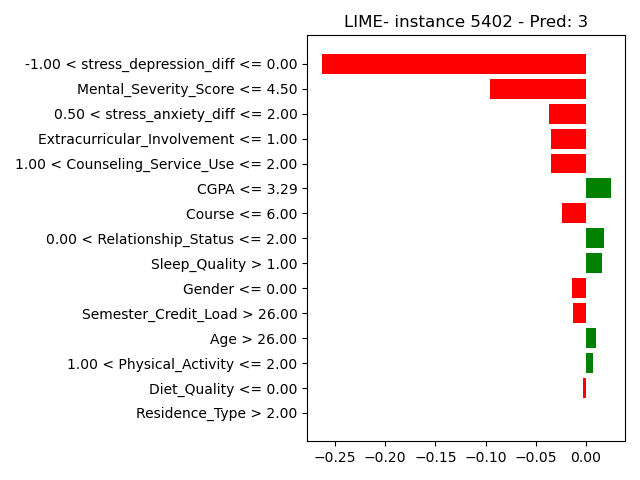 LIME- instance 5402 - Pred: 3
-1.00 < stress_depression_diff <= 0.00
Mental_Severity_Score <= 4.50
0.50 < stress_anxiety_diff <= 2.00
Extracurricular_Involvement <= 1.00
1.00 < Counseling_Service_Use <= 2.00
CGPA <= 3.29
Course <= 6.00
0.00 < Relationship_Status <= 2.00
Sleep_Quality > 1.00
Gender <= 0.00
Semester_Credit_Load > 26.00
Age > 26.00
1.00 < Physical_Activity <= 2.00
Diet_Quality <= 0.00
Residence_Type > 2.00
−0.25 −0.20 −0.15 −0.10 −0.05 0.00